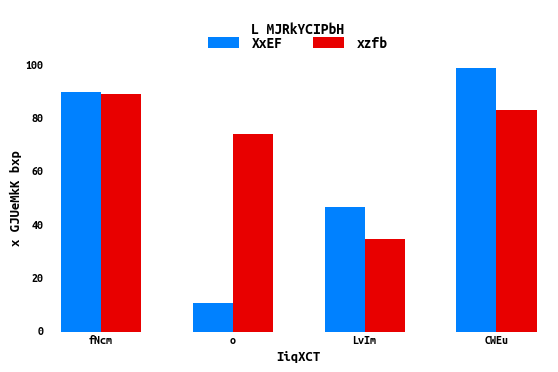 L MJRkYCIPbH
XxEF xzfb
x GJUeMkK bxp
100
80
60
40
20
0
fNcm o LvIm CWEu
IiqXCT